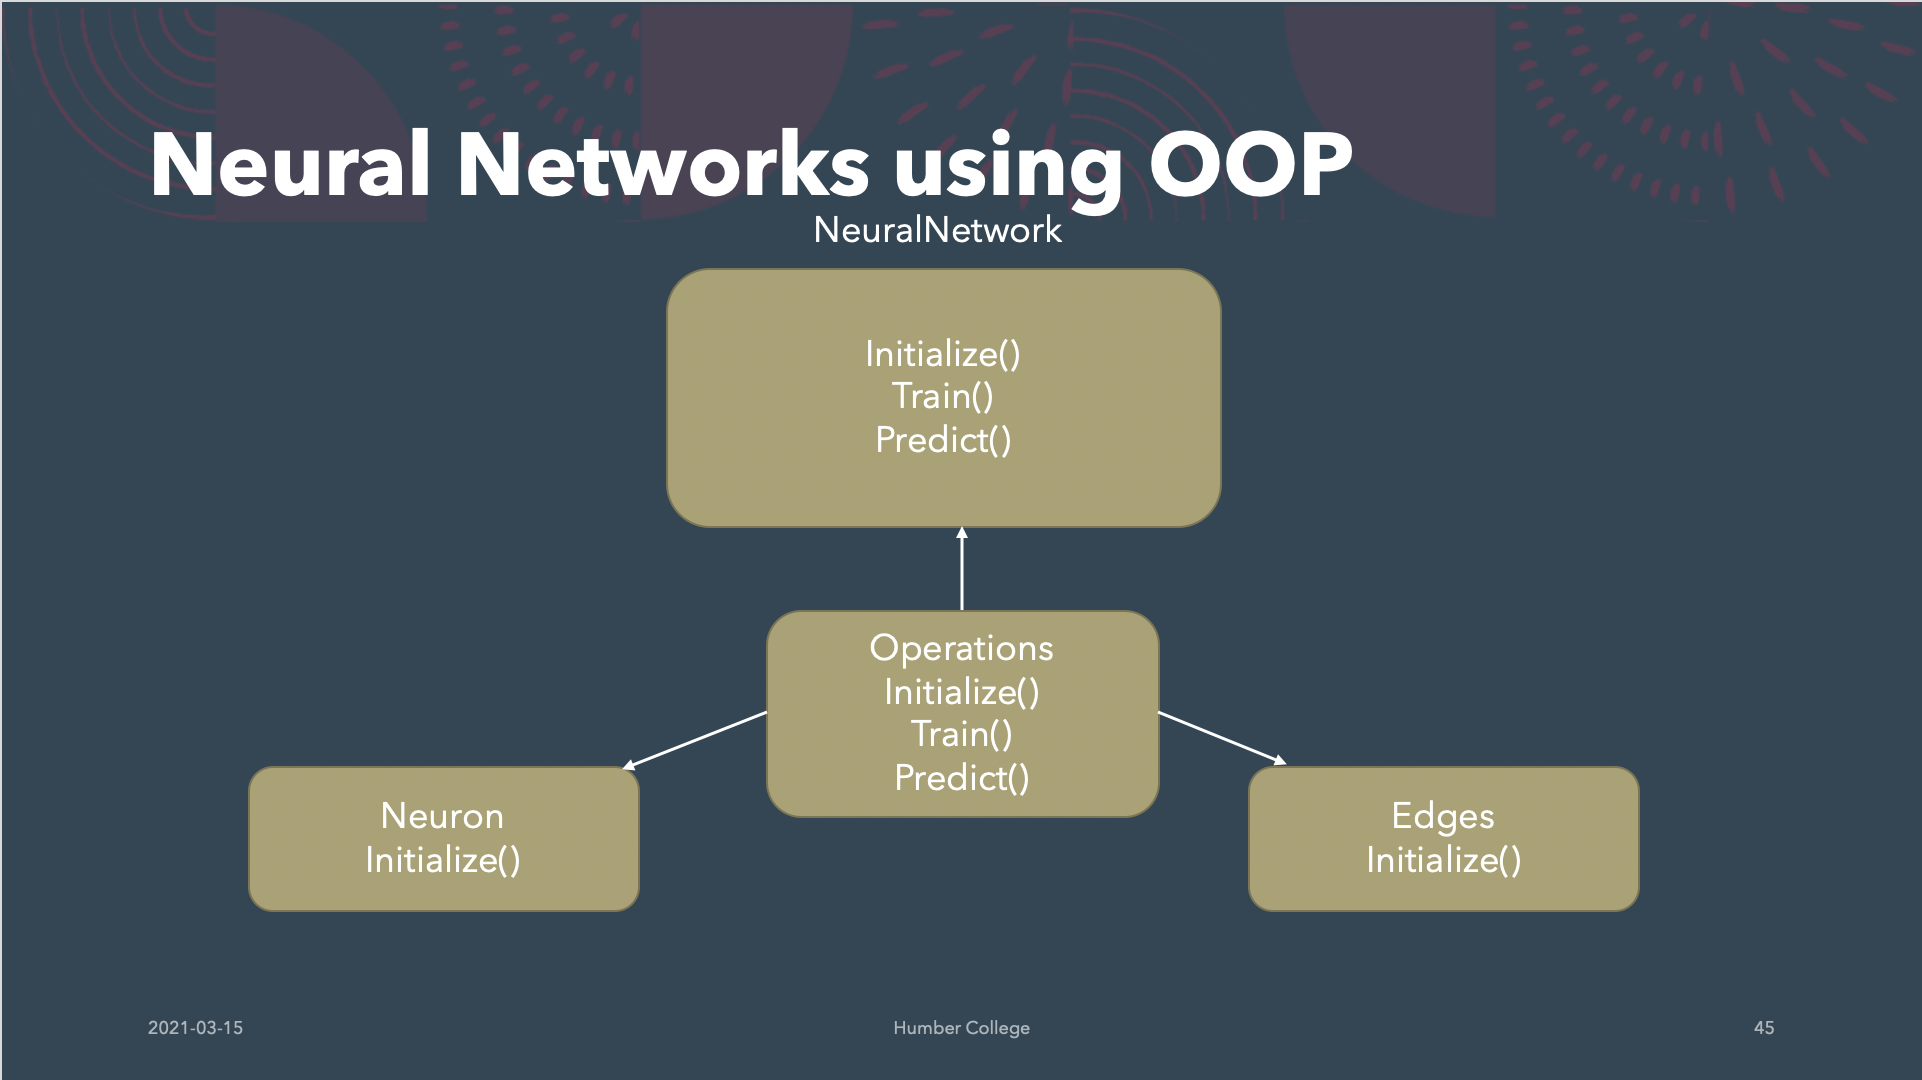 Neural Networks using OOP
NeuralNetwork
Initialize()
Train()
Predict()
Operations
Initialize()
Train()
Predict()
Neuron
Initialize()
Edges
Initialize()
2021-03-15
Humber College
45